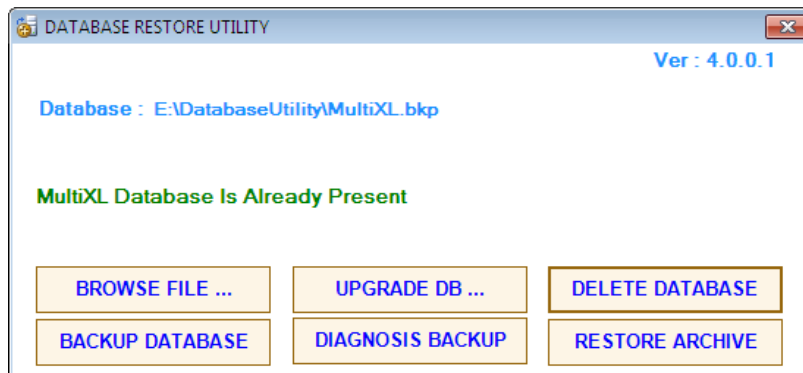 DATABASE RESTORE UTILITY
Ver : 4.0.0.1
Database : E:\DatabaseUtility\MultiXL.bkp
MultiXL Database Is Already Present
BROWSE FILE ... UPGRADE DB ... DELETE DATABASE
BACKUP DATABASE DIAGNOSIS BACKUP RESTORE ARCHIVE